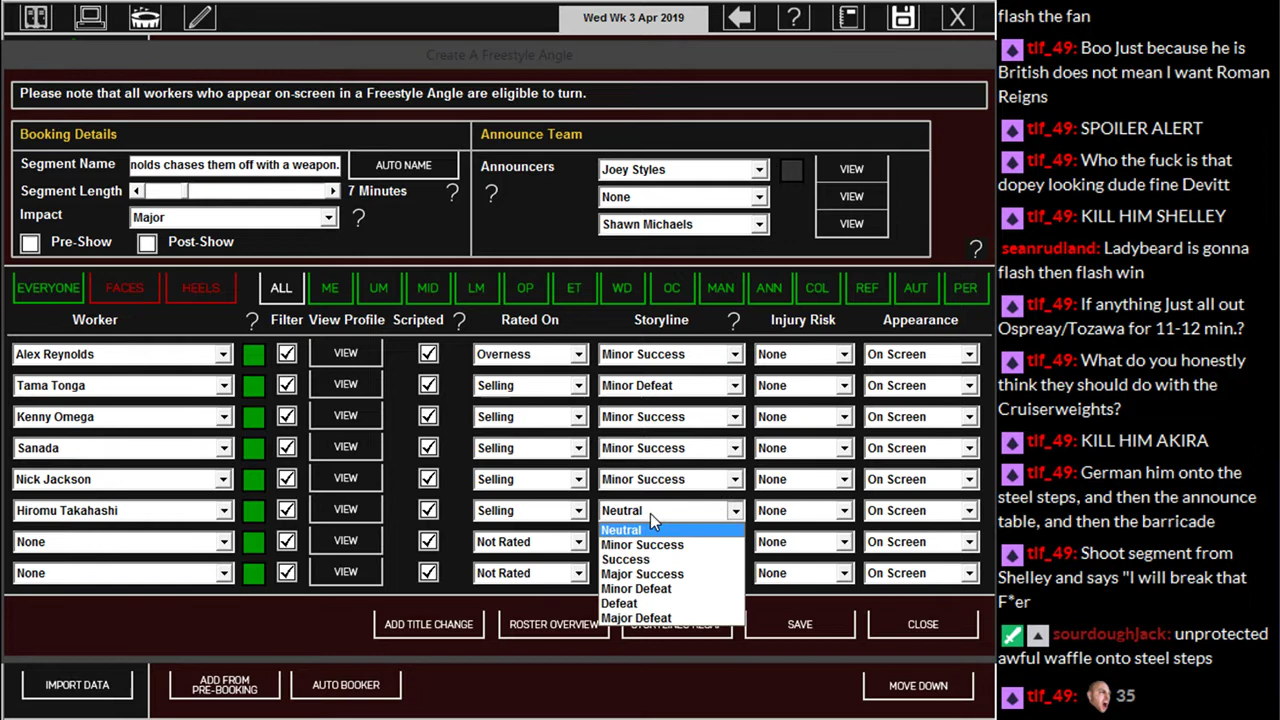 Wed Wk 3 Apr 2019
?
X
Create A Freestyle Angle
Please note that all workers who appear on-screen in a Freestyle Angle are eligible to turn.
Booking Details
Segment Name nolds chases them off with a weapon. AUTO NAME
Segment Length 7 Minutes ?
Impact Major ?
Pre-Show Post-Show
Announce Team
Announcers Joey Styles VIEW
? None VIEW
Shawn Michaels VIEW
?
EVERYONE FACES HEELS ALL ME UM MID LM OP ET WD OC MAN ANN COL REF AUT PER
Worker ? Filter View Profile Scripted ? Rated On Storyline ? Injury Risk Appearance
Alex Reynolds VIEW Overness Minor Success None On Screen
Tama Tonga VIEW Selling Minor Defeat None On Screen
Kenny Omega VIEW Selling Minor Success None On Screen
Sanada VIEW Selling Minor Success None On Screen
Nick Jackson VIEW Selling Minor Success None On Screen
Hiromu Takahashi VIEW Selling Neutral None On Screen
None VIEW Not Rated None On Screen
None VIEW Not Rated None On Screen
Neutral
Minor Success
Success
Major Success
Minor Defeat
Defeat
Major Defeat
ADD TITLE CHANGE ROSTER OVERVIEW SAVE CLOSE
IMPORT DATA ADD FROM PRE-BOOKING AUTO BOOKER MOVE DOWN
flash the fan
tlf_49: Boo Just because he is
British does not mean I want Roman
Reigns
tlf_49: SPOILER ALERT
tlf_49: Who the fuck is that
dopey looking dude fine Devitt
tlf_49: KILL HIM SHELLEY
seanrudland: Ladybeard is gonna
flash then flash win
tlf_49: If anything Just all out
Ospreay/Tozawa for 11-12 min.?
tlf_49: What do you honestly
think they should do with the
Cruiserweights?
tlf_49: KILL HIM AKIRA
tlf_49: German him onto the
steel steps, and then the announce
table, and then the barricade
tlf_49: Shoot segment from
Shelley and says "I will break that
F*er
sourdoughjack: unprotected
awful waffle onto steel steps
tlf_49: 35